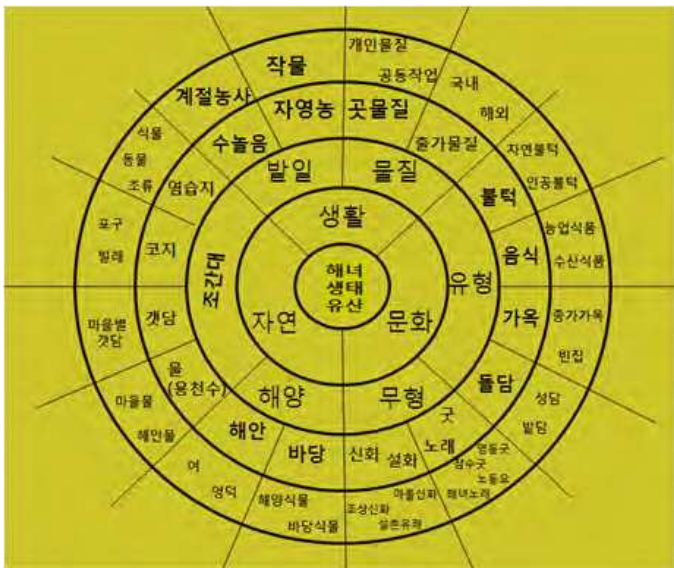 해녀
생태
유산
생활
문화
자연
밭일
물질
유형
무형
해양
조간대
자영농
곳물질
출가물질
불턱
음식
가옥
돌담
굿
노래
설화
신화
바당
해안
물
(용천수)
갯담
코지
염습지
수놀음
작물
개인물질
공동작업
국내
해외
자연불턱
인공불턱
농업식품
수산식품
종가가옥
빈집
성담
밭담
영등굿
잠수굿
노동요
해녀노래
마을신화
설촌유래
조상신화
바당식물
해양식물
영덕
여
해안물
마을물
마을별
갯담
빌레
포구
조류
동물
식물
계절농사